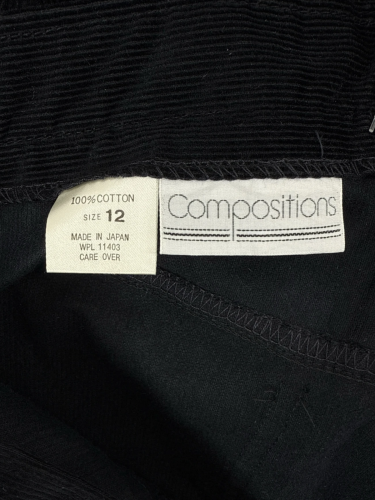 100% COTTON
SIZE 12
MADE IN JAPAN
WPL 11403
CARE OVER
Compositions